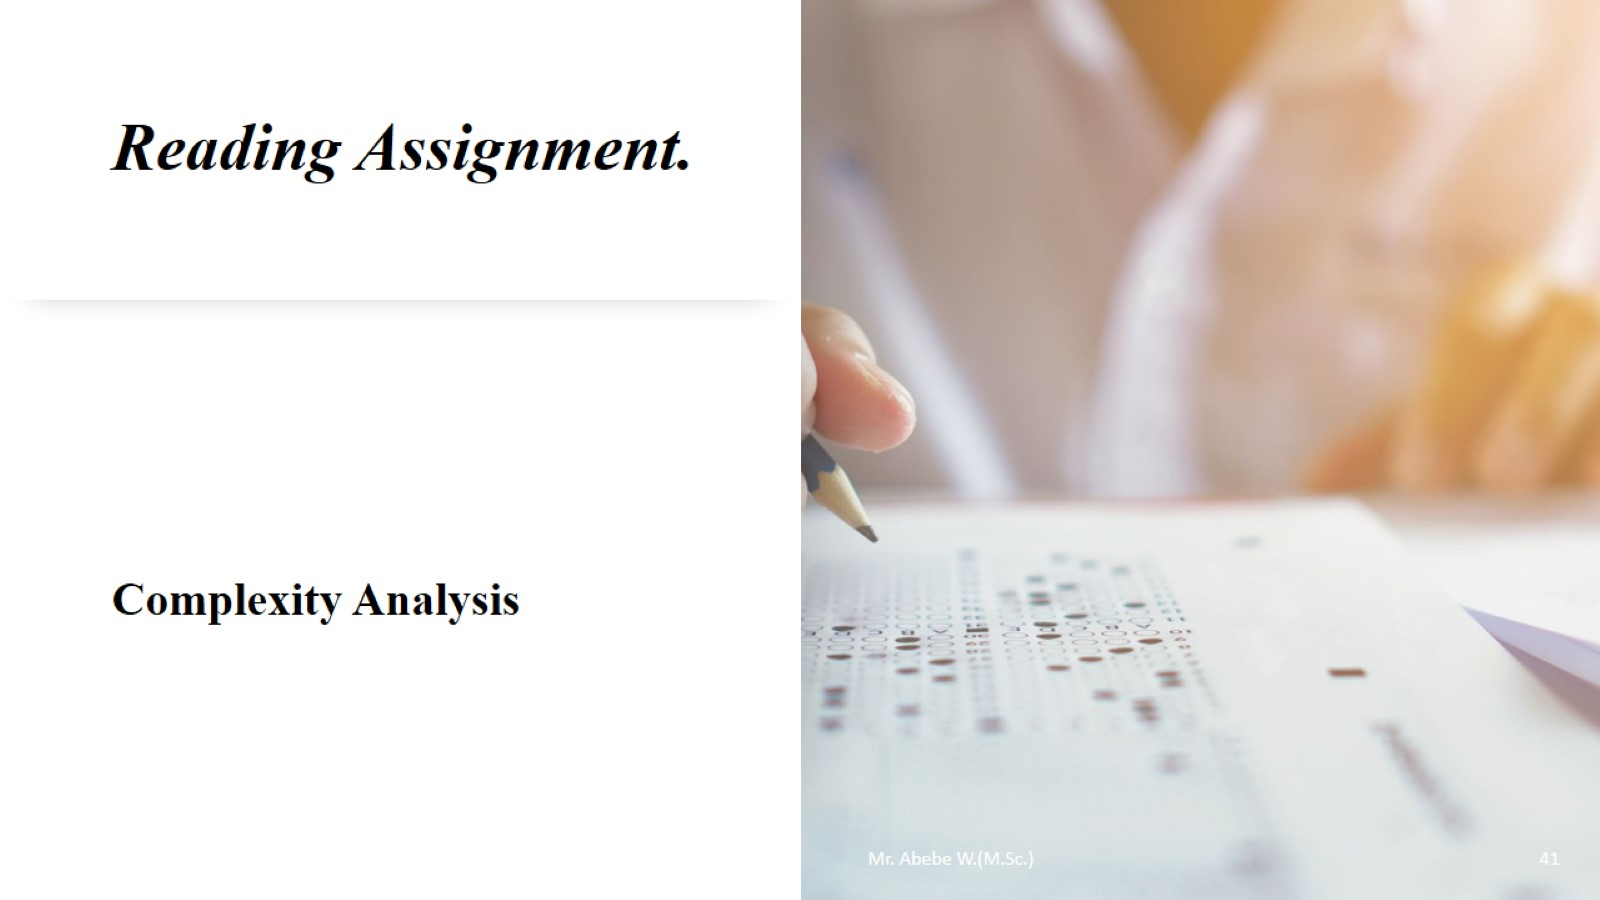 Reading Assignment.
Complexity Analysis
Mr. Abebe W.(M.Sc.)
41